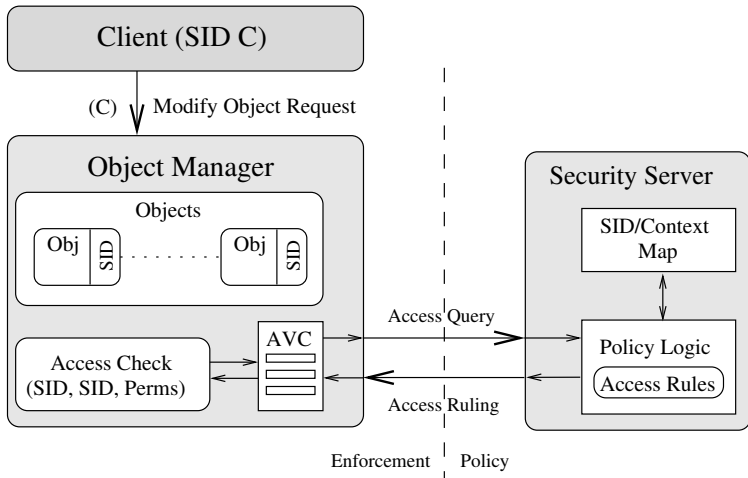 Client (SID C)
(C) Modify Object Request
Object Manager
Objects
Obj SID
Obj SID
Access Check
(SID, SID, Perms)
AVC
Access Query
Access Ruling
Security Server
SID/Context
Map
Policy Logic
Access Rules
Enforcement
Policy